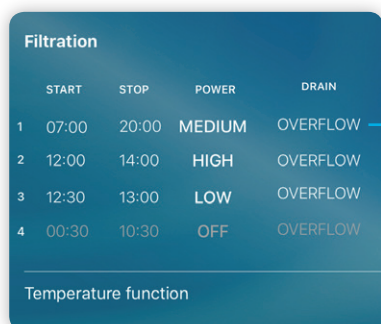 Filtration
START STOP POWER DRAIN
1 07:00 20:00 MEDIUM OVERFLOW
2 12:00 14:00 HIGH OVERFLOW
3 12:30 13:00 LOW OVERFLOW
4 00:30 10:30 OFF OVERFLOW
Temperature function